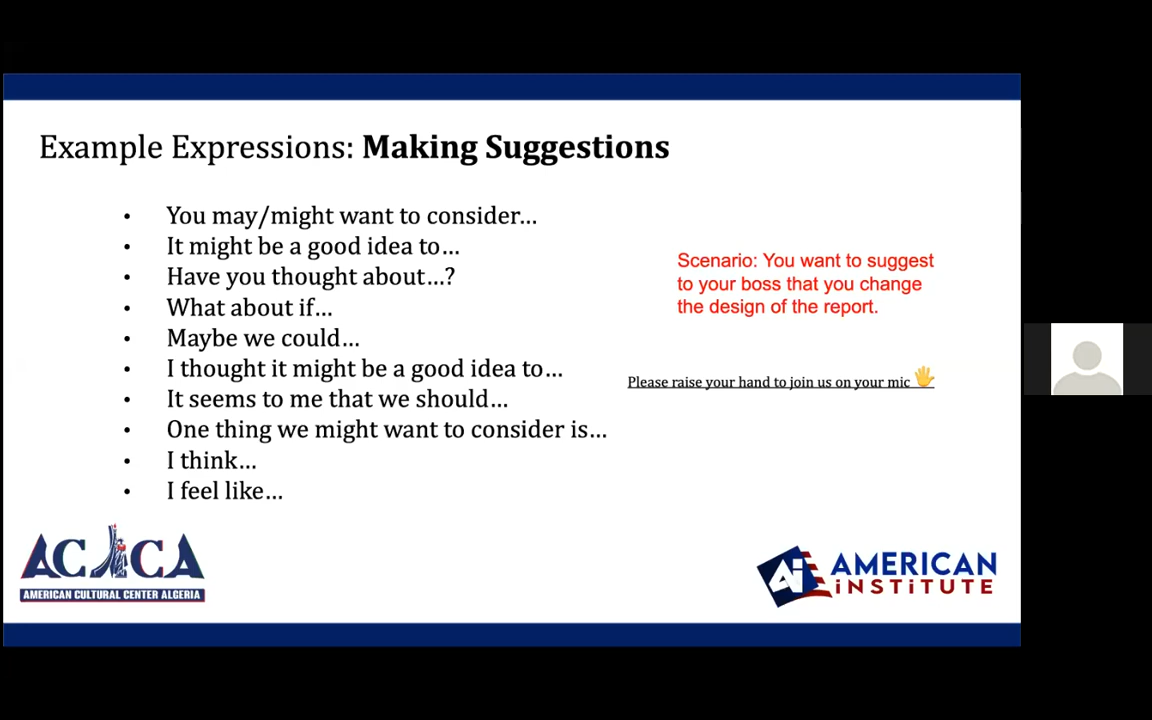 Example Expressions: Making Suggestions
• You may/might want to consider…
• It might be a good idea to…
• Have you thought about…?
• What about if…
• Maybe we could…
• I thought it might be a good idea to…
• It seems to me that we should…
• One thing we might want to consider is…
• I think…
• I feel like…
Scenario: You want to suggest
to your boss that you change
the design of the report.
Please raise your hand to join us on your mic 🖐
ACCA
AMERICAN CULTURAL CENTER ALGERIA
Ai AMERICAN
iNSTiTUTE